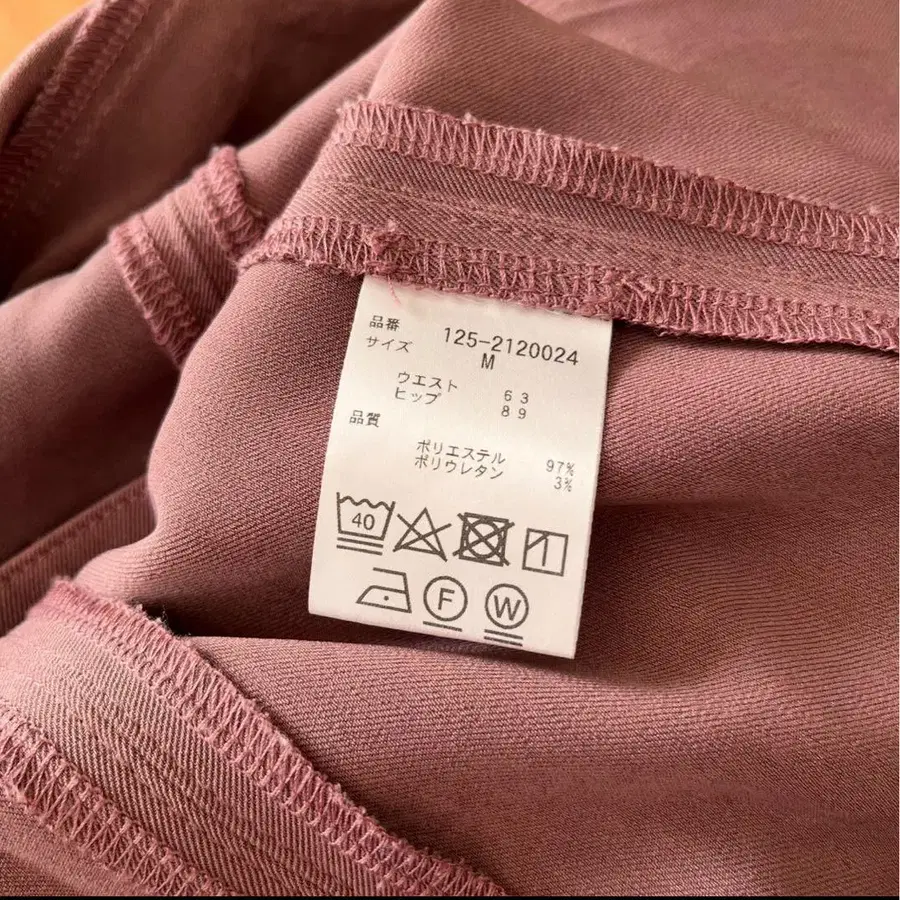 品番 125-2120024
サイズ M
ウエスト 63
ヒップ 89
品質
ポリエステル 97%
ポリウレタン 3%
40
F W